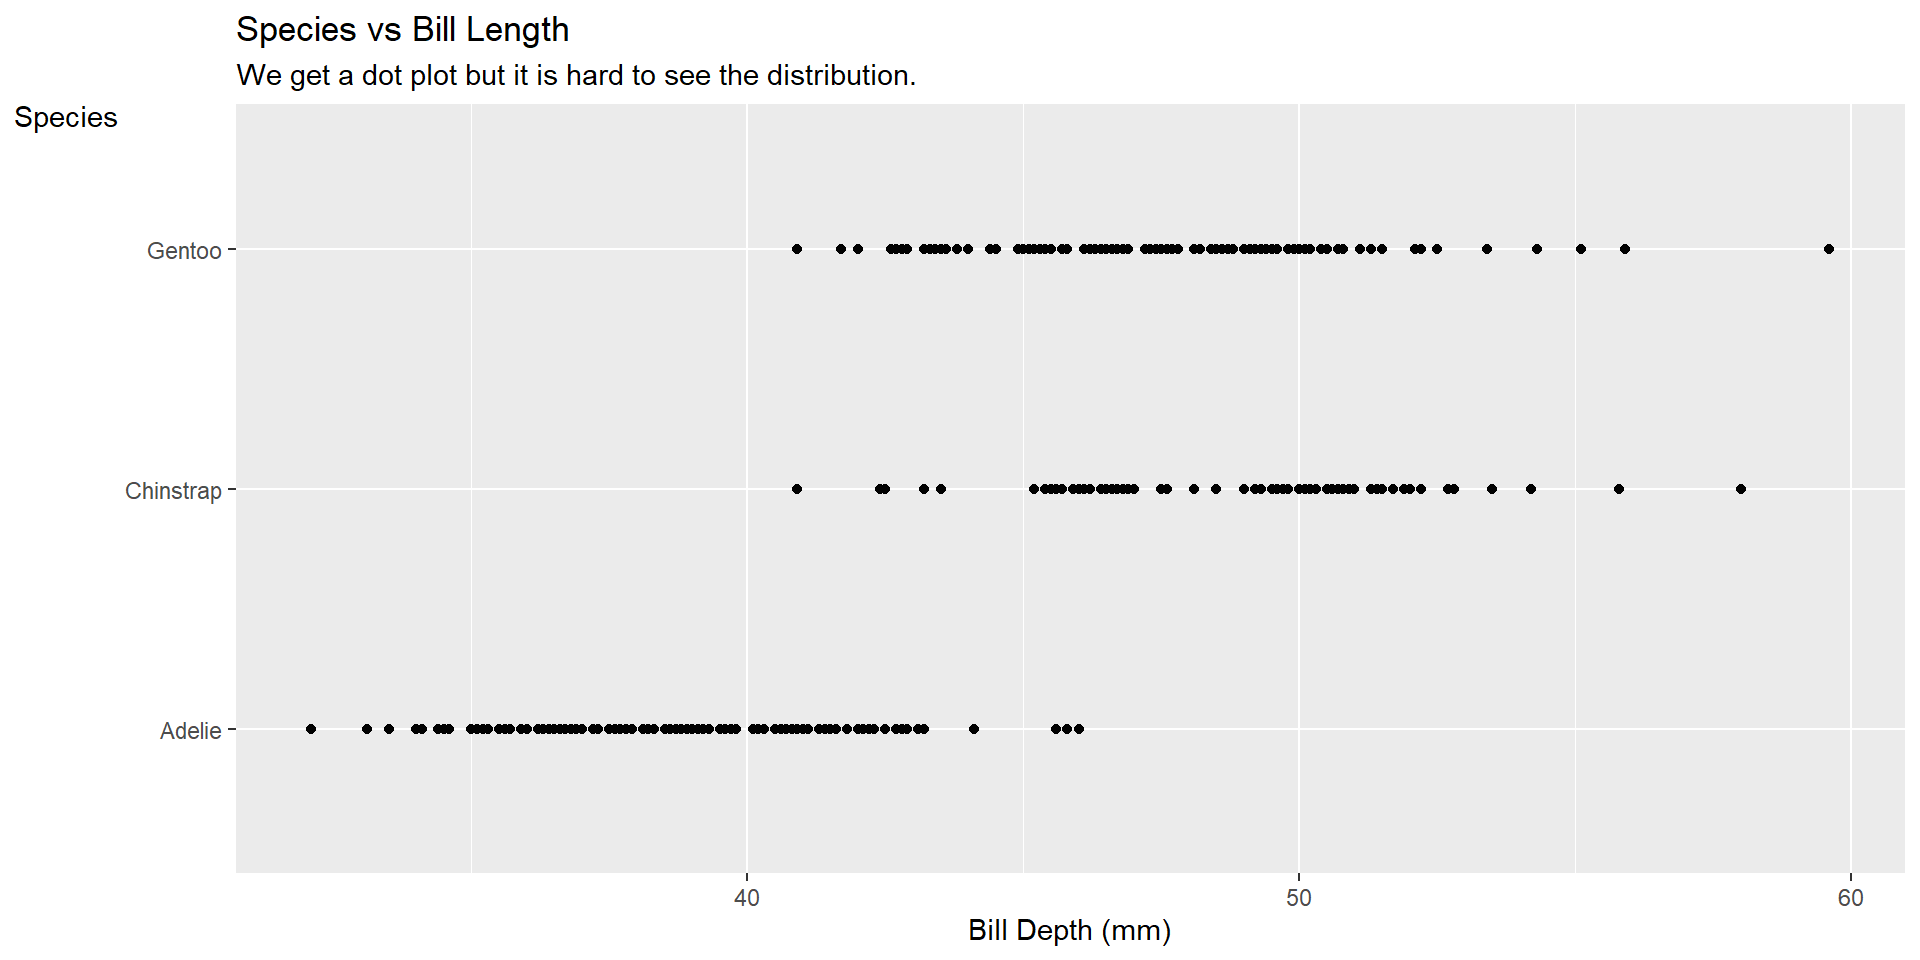 Species vs Bill Length
We get a dot plot but it is hard to see the distribution.
Species
Gentoo
Chinstrap
Adelie
40 50 60
Bill Depth (mm)